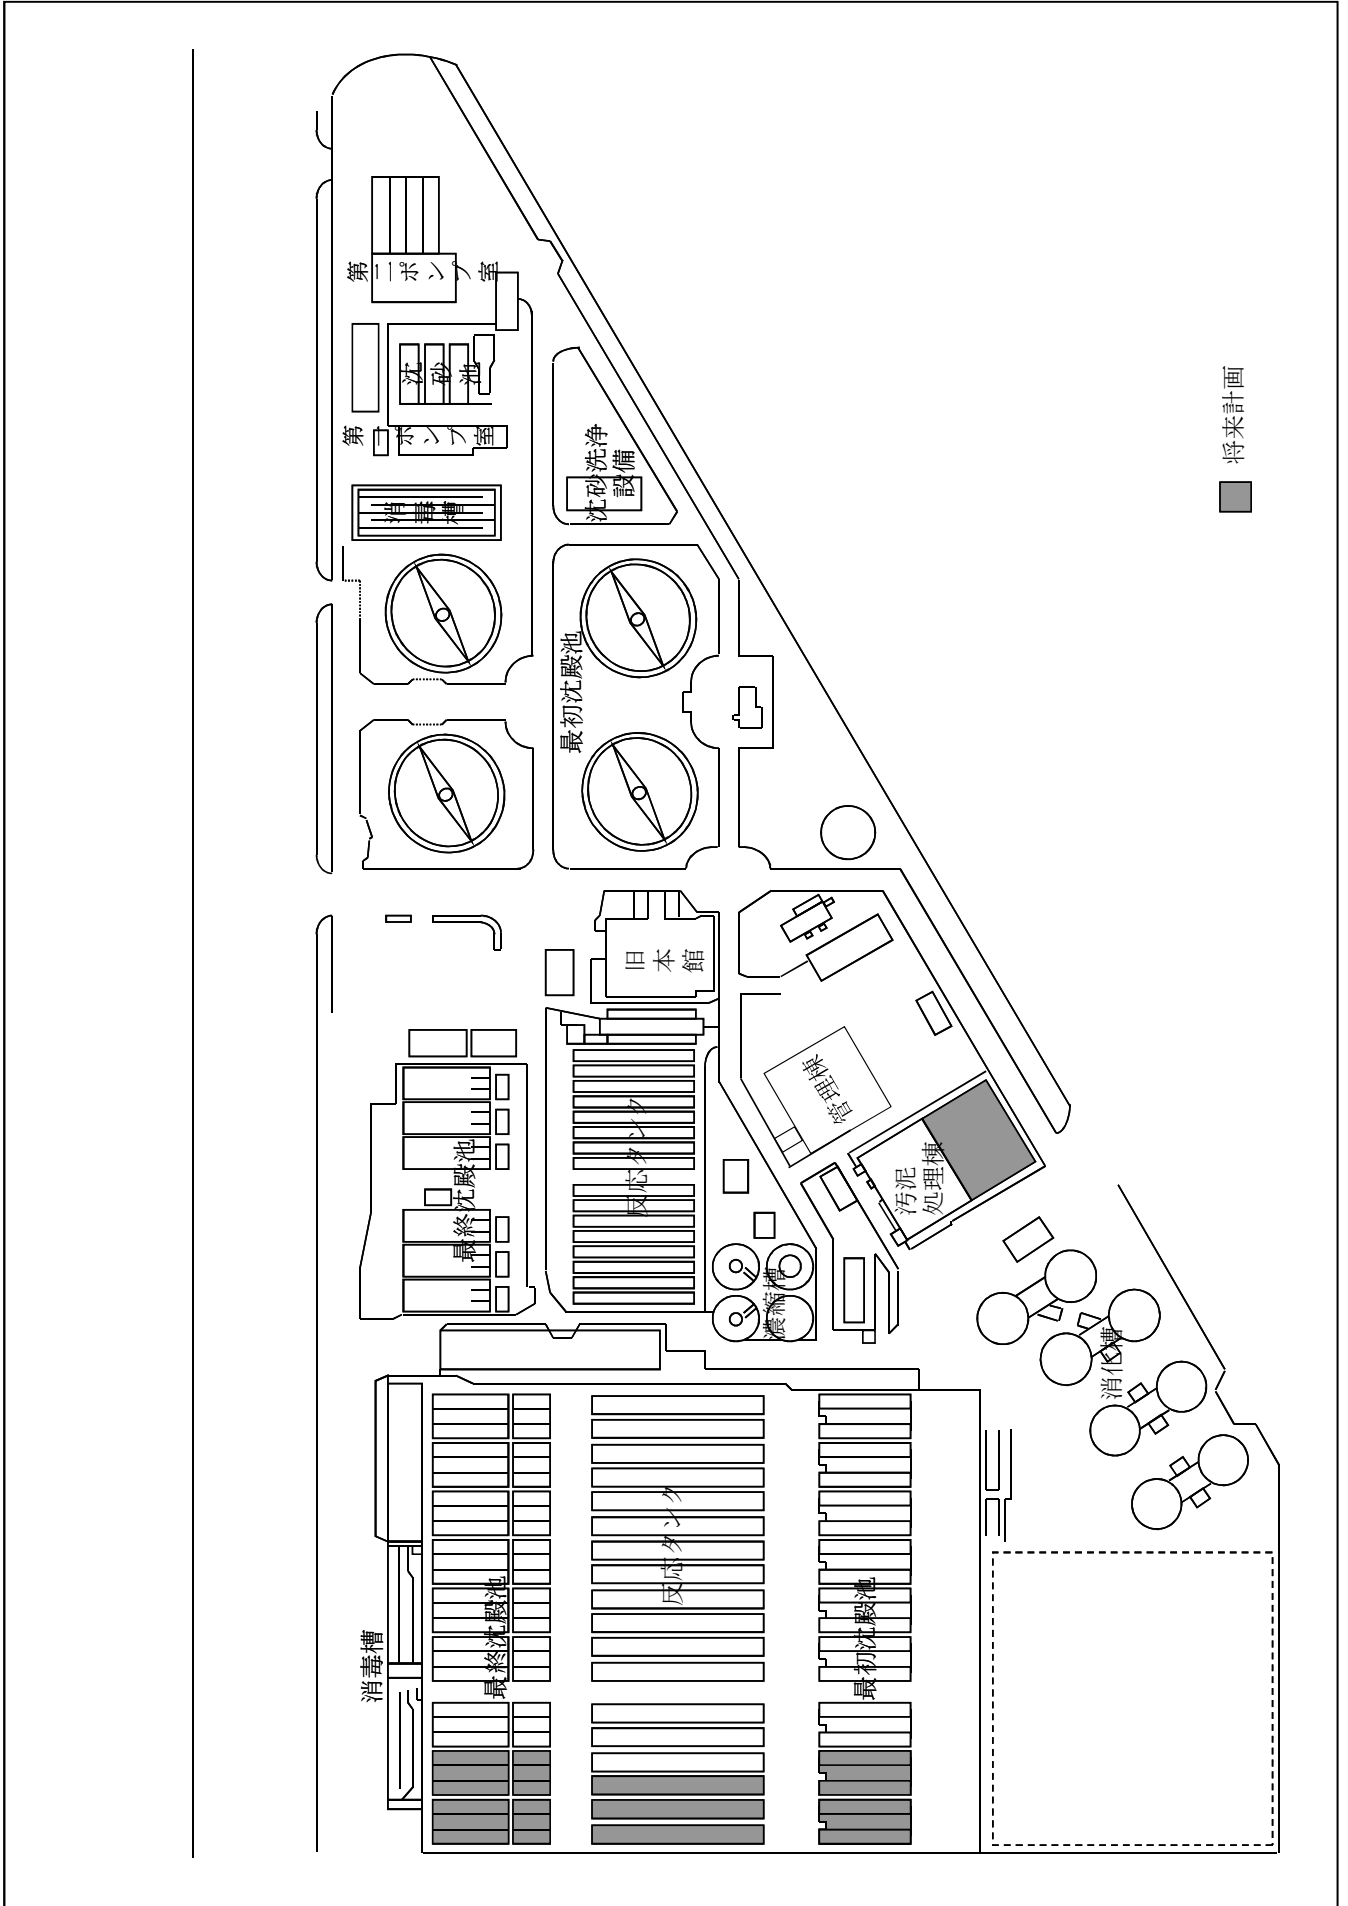 第二ポンプ室
沈砂池
第一ポンプ室
沈砂洗浄
設備
消毒槽
最初沈殿池
旧本館
管理棟
反応タンク
最終沈殿池
汚泥
処理棟
濃縮槽
消化槽
反応タンク
最終沈殿池
最初沈殿池
消毒槽
将来計画